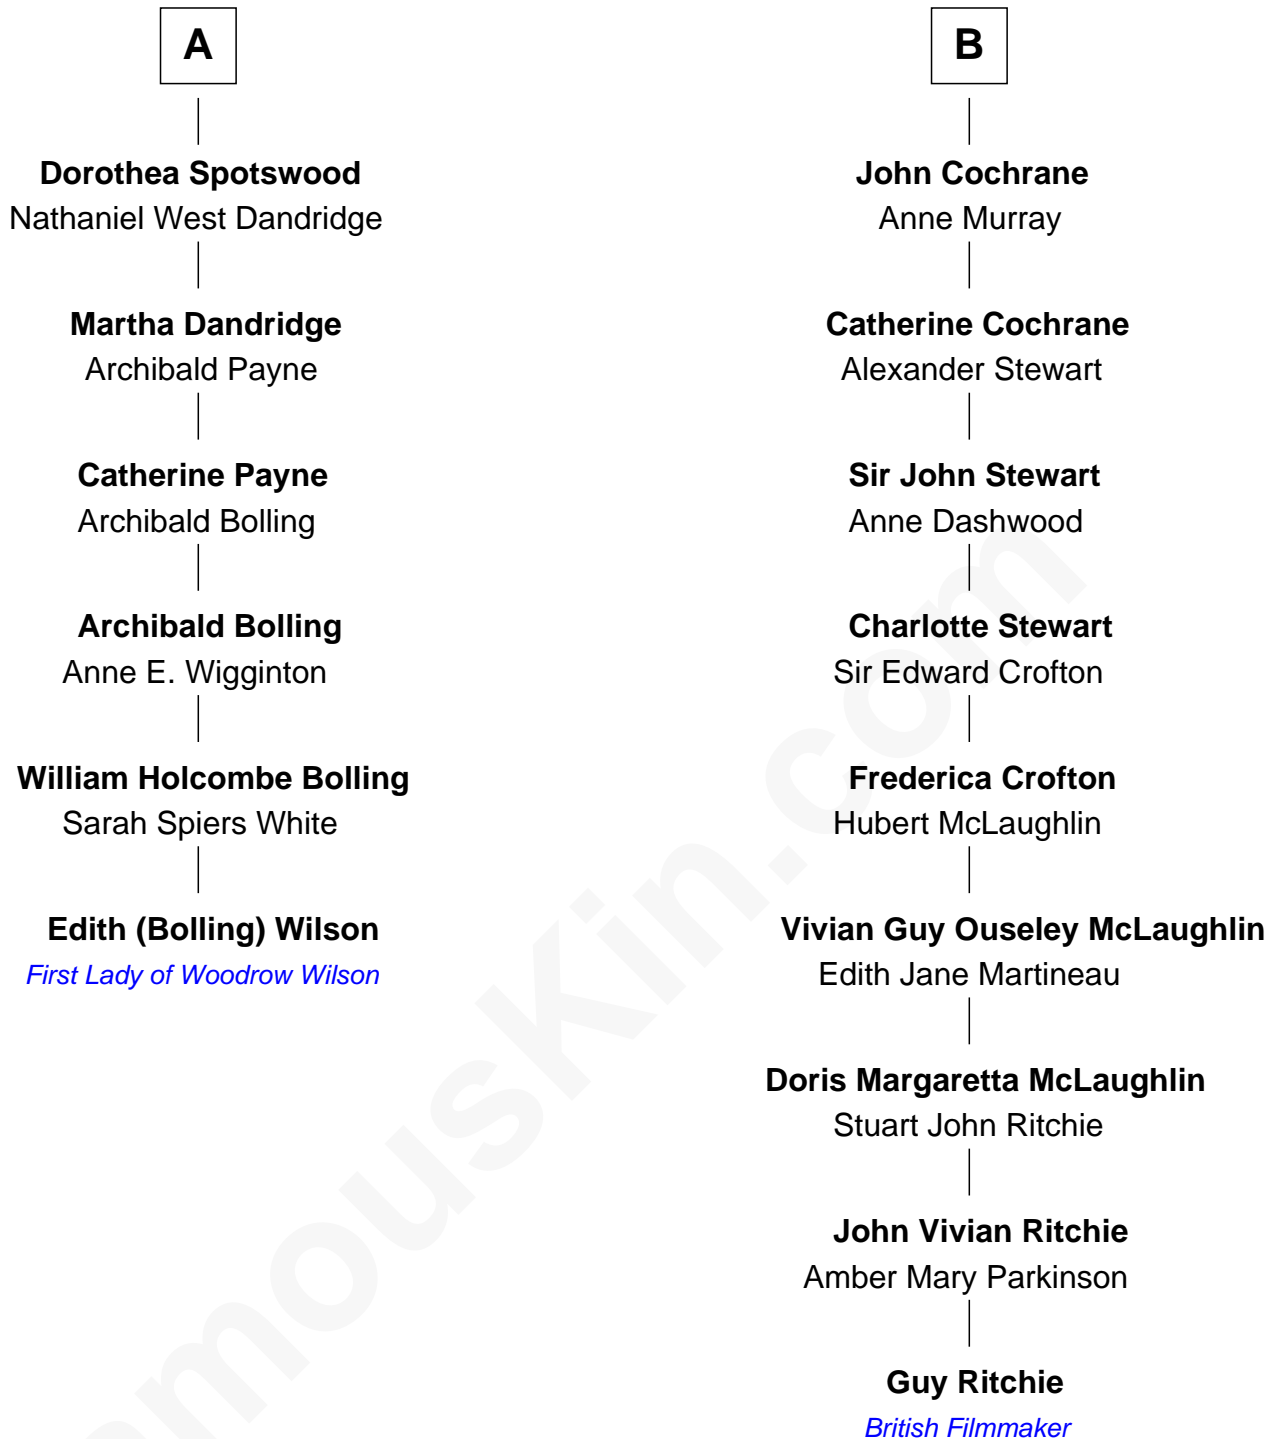 A
Dorothea Spotswood
Nathaniel West Dandridge
Martha Dandridge
Archibald Payne
Catherine Payne
Archibald Bolling
Archibald Bolling
Anne E. Wigginton
William Holcombe Bolling
Sarah Spiers White
Edith (Bolling) Wilson
First Lady of Woodrow Wilson
B
John Cochrane
Anne Murray
Catherine Cochrane
Alexander Stewart
Sir John Stewart
Anne Dashwood
Charlotte Stewart
Sir Edward Crofton
Frederica Crofton
Hubert McLaughlin
Vivian Guy Ouseley McLaughlin
Edith Jane Martineau
Doris Margaretta McLaughlin
Stuart John Ritchie
John Vivian Ritchie
Amber Mary Parkinson
Guy Ritchie
British Filmmaker
amouskin.com